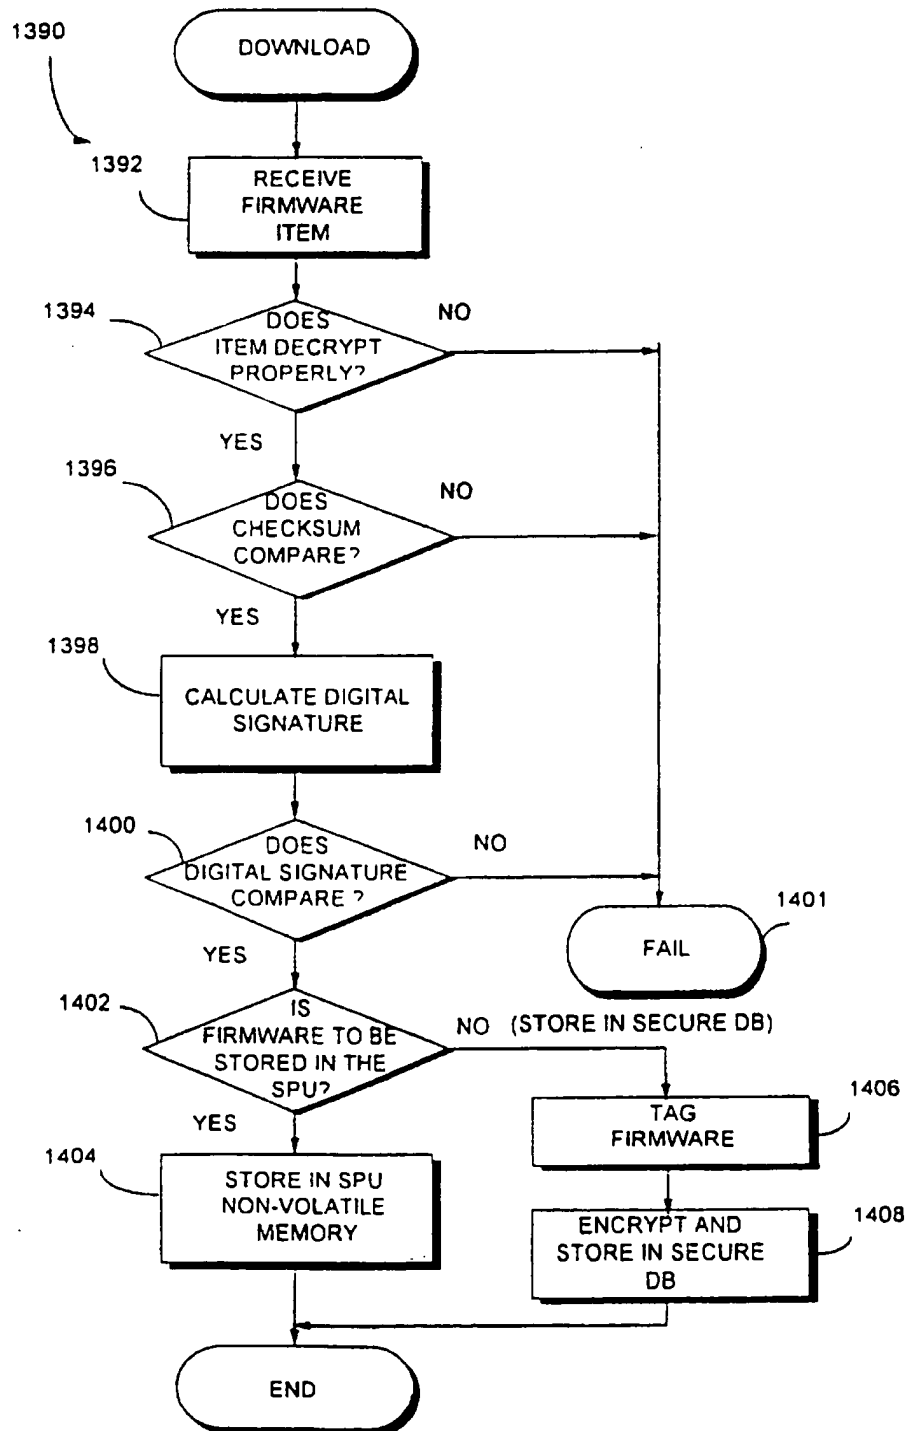 1390
DOWNLOAD
1392
RECEIVE
FIRMWARE
ITEM
1394
NO
DOES
ITEM DECRYPT
PROPERLY?
YES
1396
NO
DOES
CHECKSUM
COMPARE?
YES
1398
CALCULATE DIGITAL
SIGNATURE
1400
NO
DOES
DIGITAL SIGNATURE
COMPARE ?
1401
FAIL
YES
1402
IS
FIRMWARE TO BE
STORED IN THE
SPU?
NO (STORE IN SECURE DB)
YES
1406
TAG
FIRMWARE
1404
STORE IN SPU
NON-VOLATILE
MEMORY
1408
ENCRYPT AND
STORE IN SECURE
DB
END